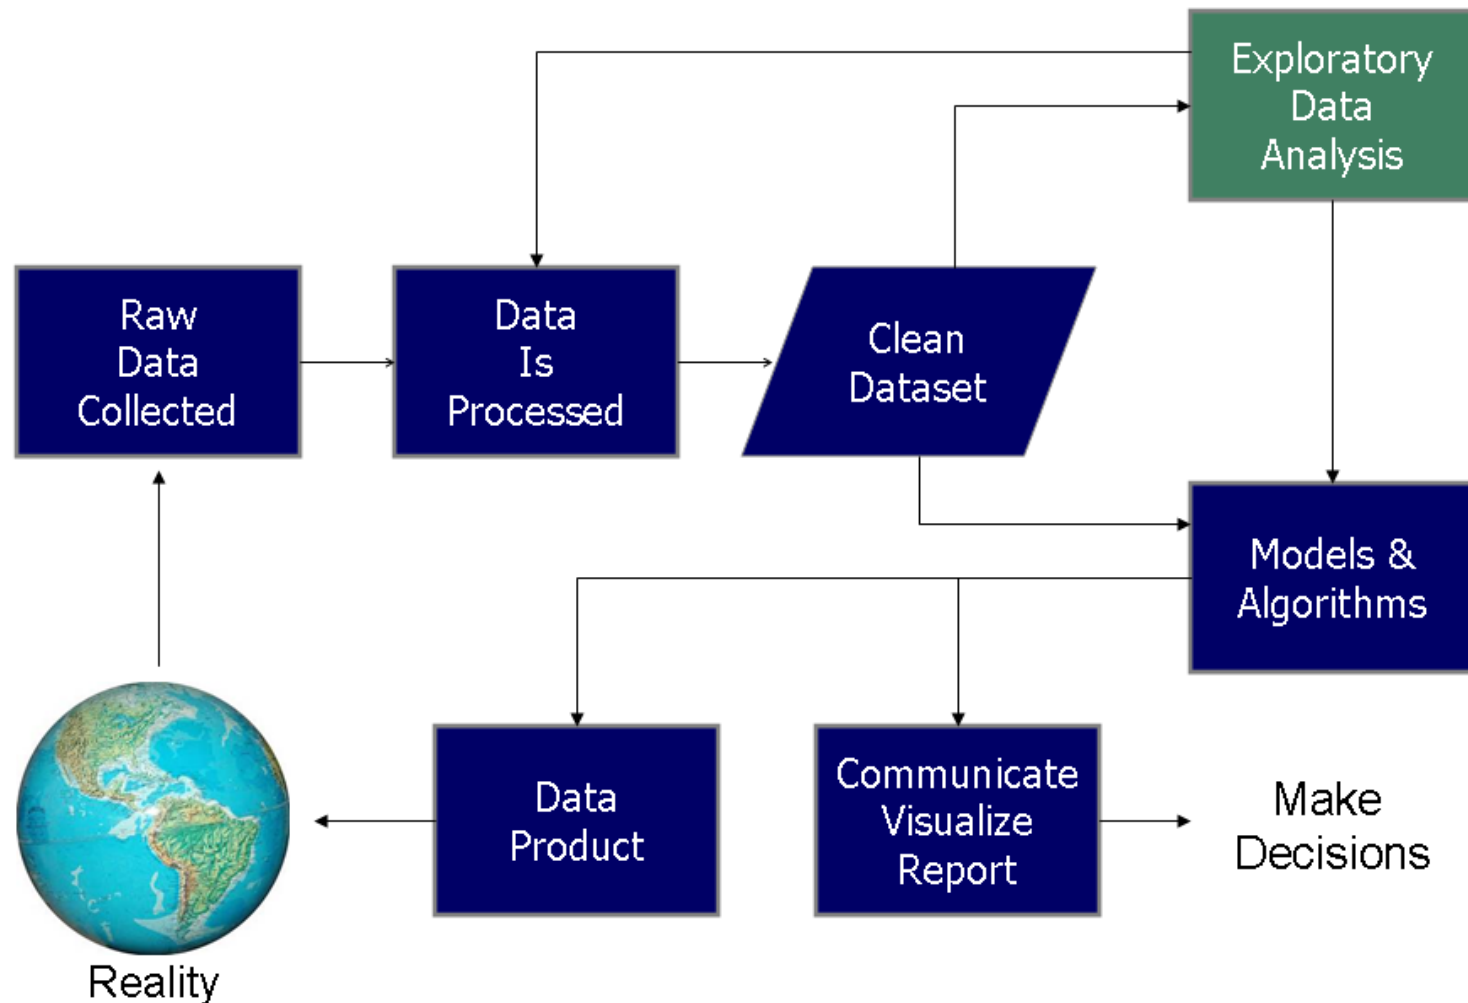 Exploratory
Data
Analysis
Raw
Data
Collected
Data
Is
Processed
Clean
Dataset
Models &
Algorithms
Data
Product
Communicate
Visualize
Report
Make
Decisions
Reality